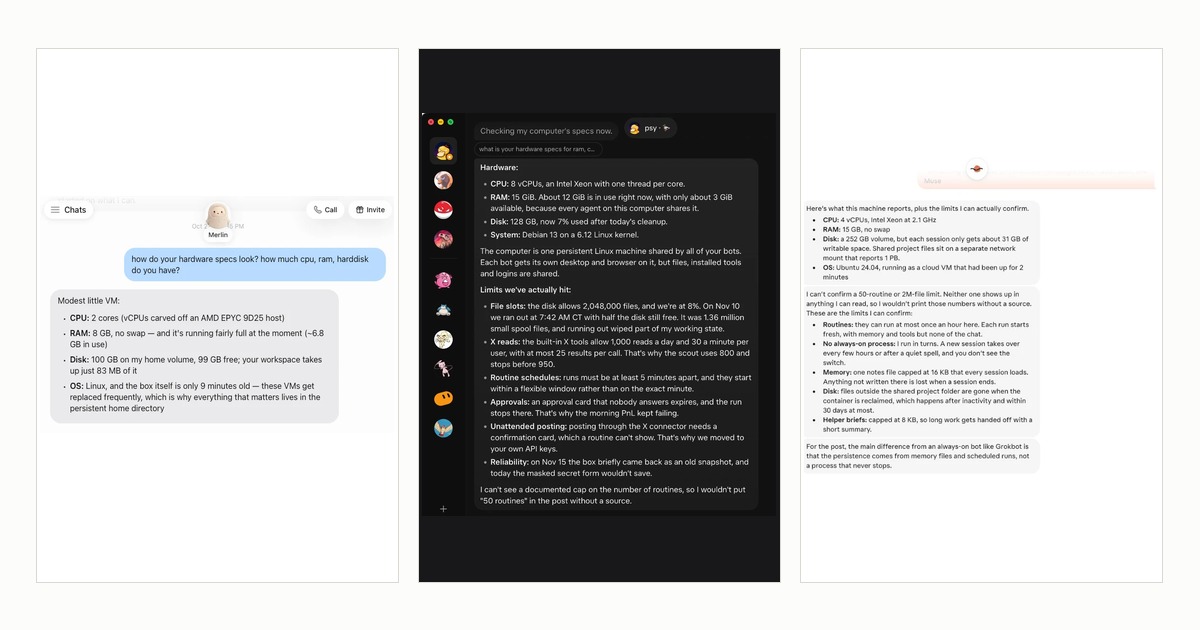 Chats
Call
Invite
Merlin
how do your hardware specs look? how much cpu, ram, harddisk
do you have?
Modest little VM:
• CPU: 2 cores (vCPUs carved off an AMD EPYC 9D25 host)
• RAM: 8 GB, no swap — and it's running fairly full at the moment (~6.8
GB in use)
• Disk: 100 GB on my home volume, 99 GB free; your workspace takes
up just 83 MB of it
• OS: Linux, and the box itself is only 9 minutes old — these VMs get
replaced frequently, which is why everything that matters lives in the
persistent home directory
Checking my computer's specs now.
psy ·
what is your hardware specs for ram, c...
Hardware:
• CPU: 8 vCPUs, an Intel Xeon with one thread per core.
• RAM: 15 GiB. About 12 GiB is in use right now, with only about 3 GiB
available, because every agent on this computer shares it.
• Disk: 128 GB, now 7% used after today's cleanup.
• System: Debian 13 on a 6.12 Linux kernel.
The computer is one persistent Linux machine shared by all of your bots.
Each bot gets its own desktop and browser on it, but files, installed tools
and logins are shared.
Limits we've actually hit:
• File slots: the disk allows 2,048,000 files, and we're at 8%. On Nov 10
we ran out at 7:42 AM CT with half the disk still free. It was 1.36 million
small spool files, and running out wiped part of my working state.
• X reads: the built-in X tools allow 1,000 reads a day and 30 a minute per
user, with at most 25 results per call. That's why the scout uses 800 and
stops before 950.
• Routine schedules: runs must be at least 5 minutes apart, and they start
within a flexible window rather than on the exact minute.
• Approvals: an approval card that nobody answers expires, and the run
stops there. That's why the morning PnL kept failing.
• Unattended posting: posting through the X connector needs a
confirmation card, which a routine can't show. That's why we moved to
your own API keys.
• Reliability: on Nov 15 the box briefly came back as an old snapshot, and
today the masked secret form wouldn't save.
I can't see a documented cap on the number of routines, so I wouldn't put
"50 routines" in the post without a source.
Muse
Here's what this machine reports, plus the limits I can actually confirm.
• CPU: 4 vCPUs, Intel Xeon at 2.1 GHz
• RAM: 15 GB, no swap
• Disk: a 252 GB volume, but each session only gets about 31 GB of
writable space. Shared project files sit on a separate network
mount that reports 1 PB.
• OS: Ubuntu 24.04, running as a cloud VM that had been up for 2
minutes
I can't confirm a 50-routine or 2M-file limit. Neither one shows up in
anything I can read, so I wouldn't print those numbers without a source.
These are the limits I can confirm:
• Routines: they can run at most once an hour here. Each run starts
fresh, with memory and tools but none of the chat.
• No always-on process: I run in turns. A new session takes over
every few hours or after a quiet spell, and you don't see the
switch.
• Memory: one notes file capped at 16 KB that every session loads.
Anything not written there is lost when a session ends.
• Disk: files outside the shared project folder are gone when the
container is reclaimed, which happens after inactivity and within
30 days at most.
• Helper briefs: capped at 8 KB, so long work gets handed off with a
short summary.
For the post, the main difference from an always-on bot like Grokbot is
that the persistence comes from memory files and scheduled runs, not
a process that never stops.